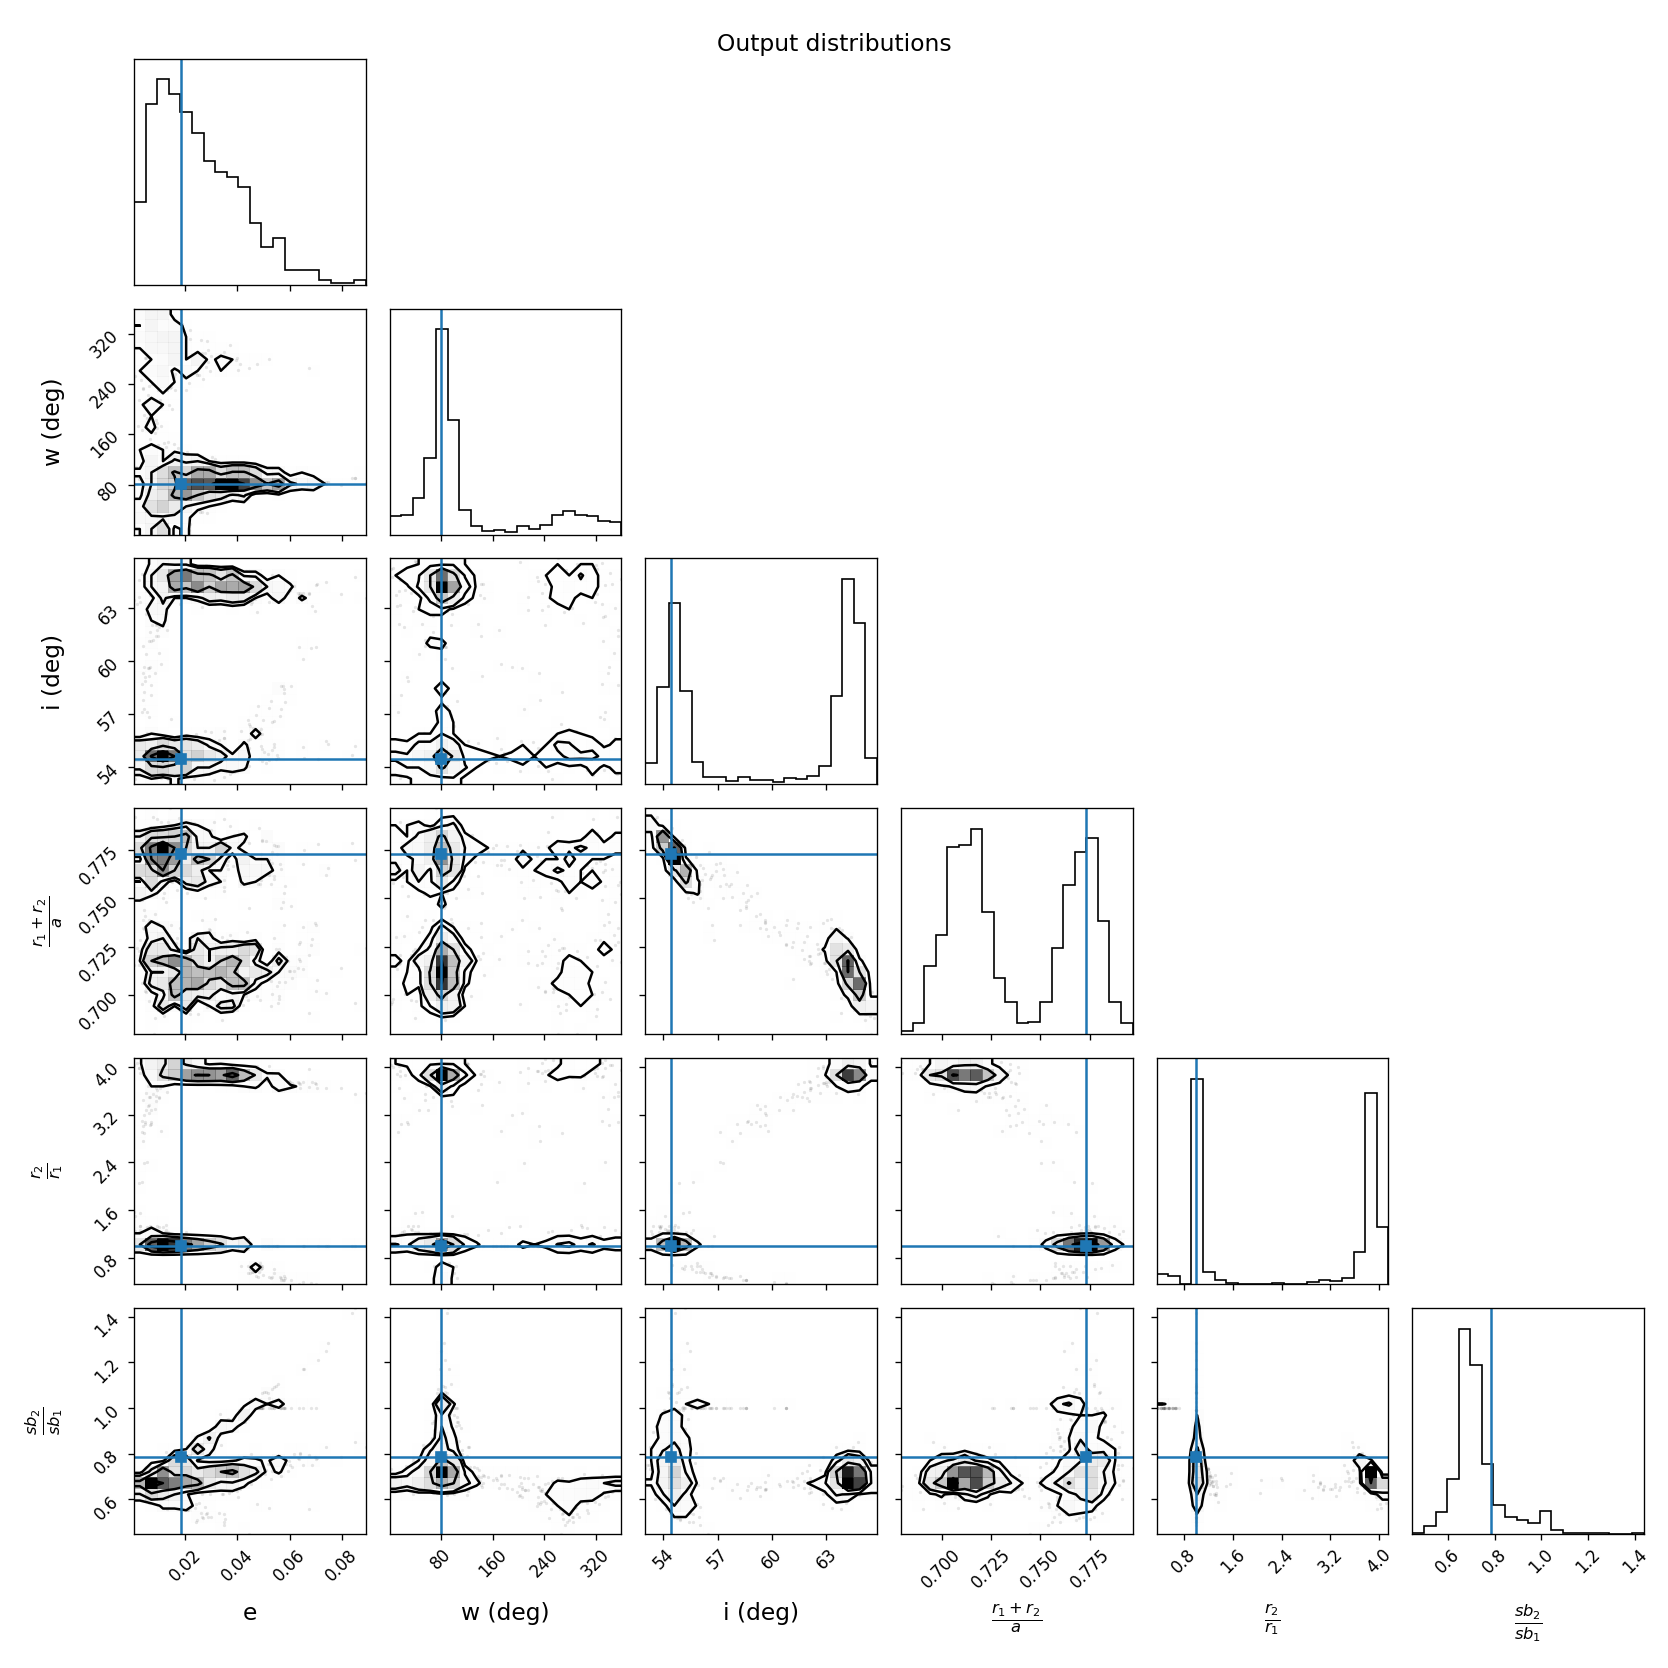 Output distributions
320
240
160
80
w (deg)
63
60
57
54
i (deg)
0.775
0.750
0.725
0.700
r₁ + r₂
a
4.0
3.2
2.4
1.6
0.8
r₂
r₁
1.4
1.2
1.0
0.8
0.6
sb₂
sb₁
0.02 0.04 0.06 0.08
80 160 240 320
54 57 60 63
0.700 0.725 0.750 0.775
0.8 1.6 2.4 3.2 4.0
0.6 0.8 1.0 1.2 1.4
e
w (deg)
i (deg)
r₁ + r₂
a
r₂
r₁
sb₂
sb₁